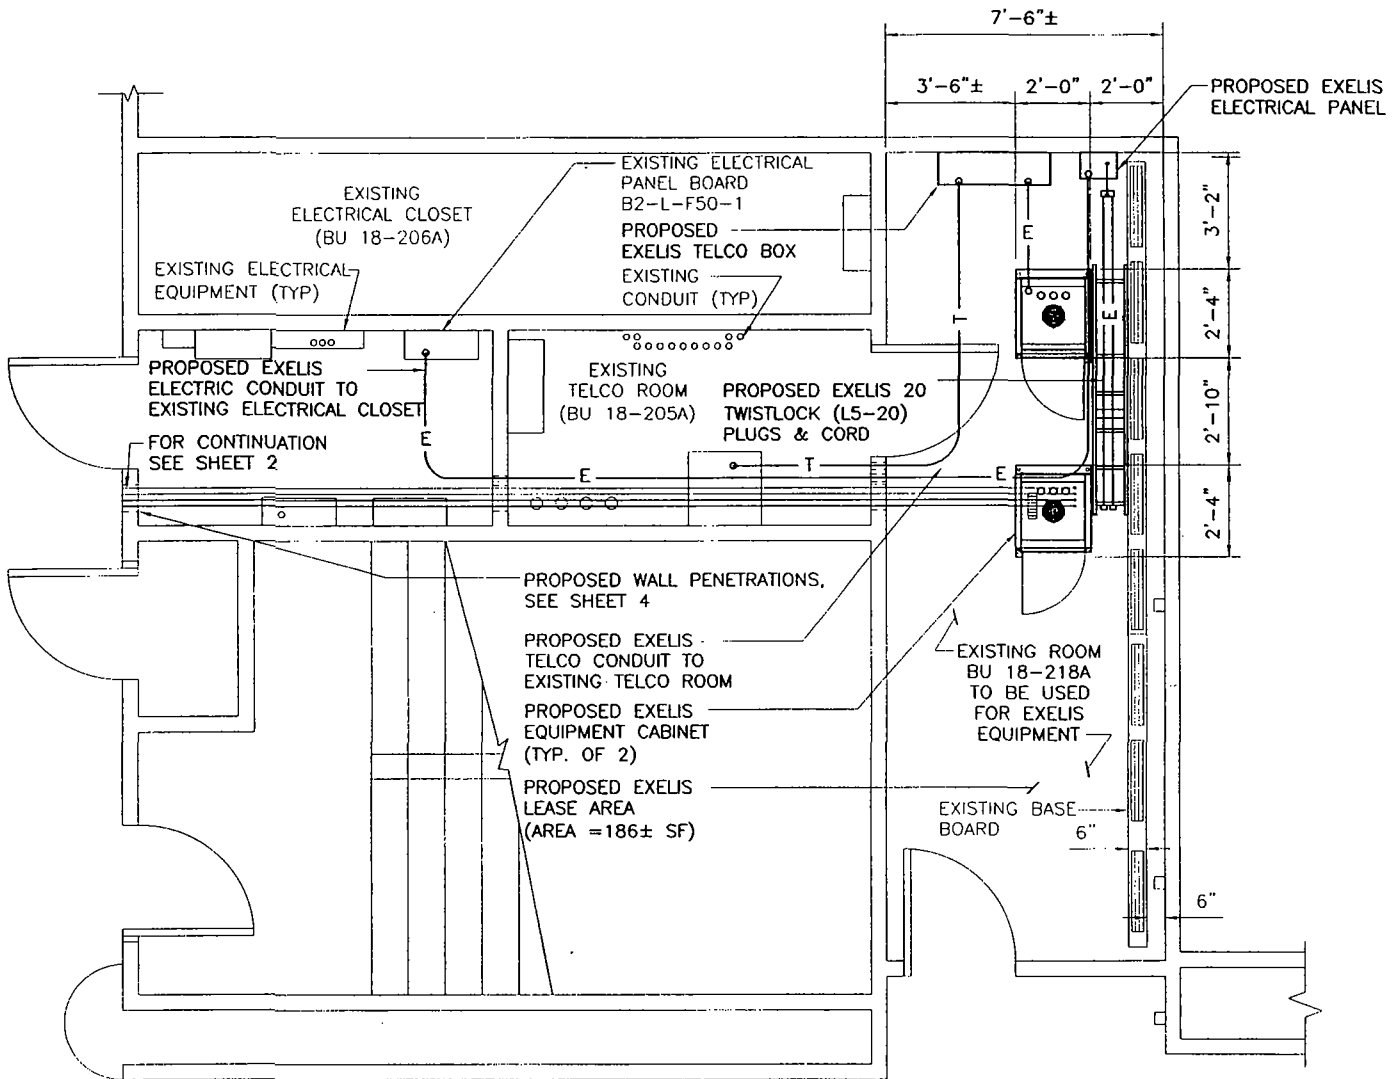 7'-6"±
3'-6"±
2'-0"
2'-0"
PROPOSED EXELIS
ELECTRICAL PANEL
EXISTING
ELECTRICAL CLOSET
(BU 18-206A)
EXISTING ELECTRICAL
PANEL BOARD
B2-L-F50-1
PROPOSED
EXELIS TELCO BOX
EXISTING
CONDUIT (TYP)
EXISTING ELECTRICAL
EQUIPMENT (TYP)
3'-2"
2'-4"
2'-10"
2'-4"
E
E
T
PROPOSED EXELIS
ELECTRIC CONDUIT TO
EXISTING ELECTRICAL CLOSET
EXISTING
TELCO ROOM
(BU 18-205A)
PROPOSED EXELIS 20
TWISTLOCK (L5-20)
PLUGS & CORD
FOR CONTINUATION
SEE SHEET 2
E
T
E
E
PROPOSED WALL PENETRATIONS,
SEE SHEET 4
PROPOSED EXELIS
TELCO CONDUIT TO
EXISTING TELCO ROOM
PROPOSED EXELIS
EQUIPMENT CABINET
(TYP. OF 2)
PROPOSED EXELIS
LEASE AREA
(AREA =186± SF)
EXISTING ROOM
BU 18-218A
TO BE USED
FOR EXELIS
EQUIPMENT
EXISTING BASE
BOARD
6"
6"